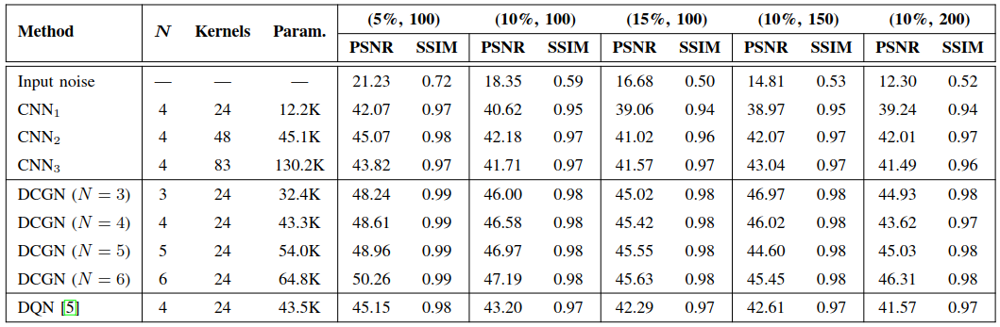 Method N Kernels Param. (5%, 100) (10%, 100) (15%, 100) (10%, 150) (10%, 200)
PSNR SSIM PSNR SSIM PSNR SSIM PSNR SSIM PSNR SSIM
Input noise — — — 21.23 0.72 18.35 0.59 16.68 0.50 14.81 0.53 12.30 0.52
CNN₁ 4 24 12.2K 42.07 0.97 40.62 0.95 39.06 0.94 38.97 0.95 39.24 0.94
CNN₂ 4 48 45.1K 45.07 0.98 42.18 0.97 41.02 0.96 42.07 0.97 42.01 0.97
CNN₃ 4 83 130.2K 43.82 0.97 41.71 0.97 41.57 0.97 43.04 0.97 41.49 0.96
DCGN (N = 3) 3 24 32.4K 48.24 0.99 46.00 0.98 45.02 0.98 46.97 0.98 44.93 0.98
DCGN (N = 4) 4 24 43.3K 48.61 0.99 46.58 0.98 45.42 0.98 46.02 0.98 43.62 0.97
DCGN (N = 5) 5 24 54.0K 48.96 0.99 46.97 0.98 45.55 0.98 44.60 0.98 45.03 0.98
DCGN (N = 6) 6 24 64.8K 50.26 0.99 47.19 0.98 45.63 0.98 45.45 0.98 46.31 0.98
DQN [5] 4 24 43.5K 45.15 0.98 43.20 0.97 42.29 0.97 42.61 0.97 41.57 0.97